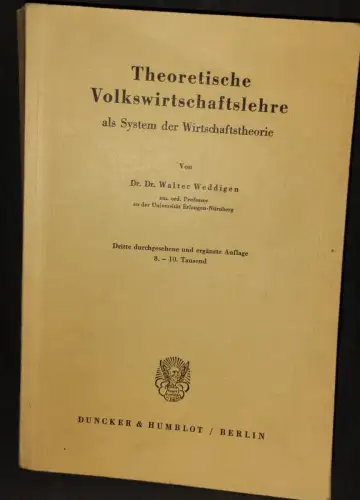 Theoretische
Volkswirtschaftslehre
als System der Wirtschaftstheorie
Von
Dr. Dr. Walter Weddigen
em. ord. Professor
an der Universität Erlangen-Nürnberg
Dritte durchgesehene und ergänzte Auflage
8. – 10. Tausend
DUNCKER & HUMBLOT / BERLIN